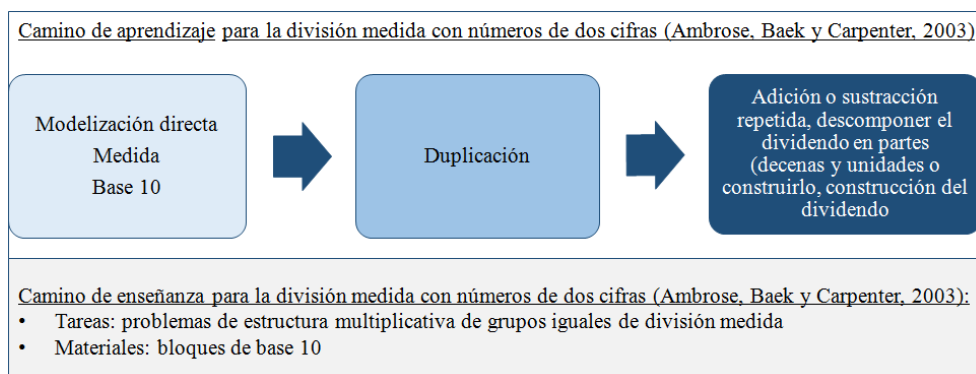 Camino de aprendizaje para la división medida con números de dos cifras (Ambrose, Baek y Carpenter, 2003)
Modelización directa
Medida
Base 10
Duplicación
Adición o sustracción
repetida, descomponer el
dividendo en partes
(decenas y unidades o
construirlo, construcción del
dividendo
Camino de enseñanza para la división medida con números de dos cifras (Ambrose, Baek y Carpenter, 2003):
• Tareas: problemas de estructura multiplicativa de grupos iguales de división medida
• Materiales: bloques de base 10